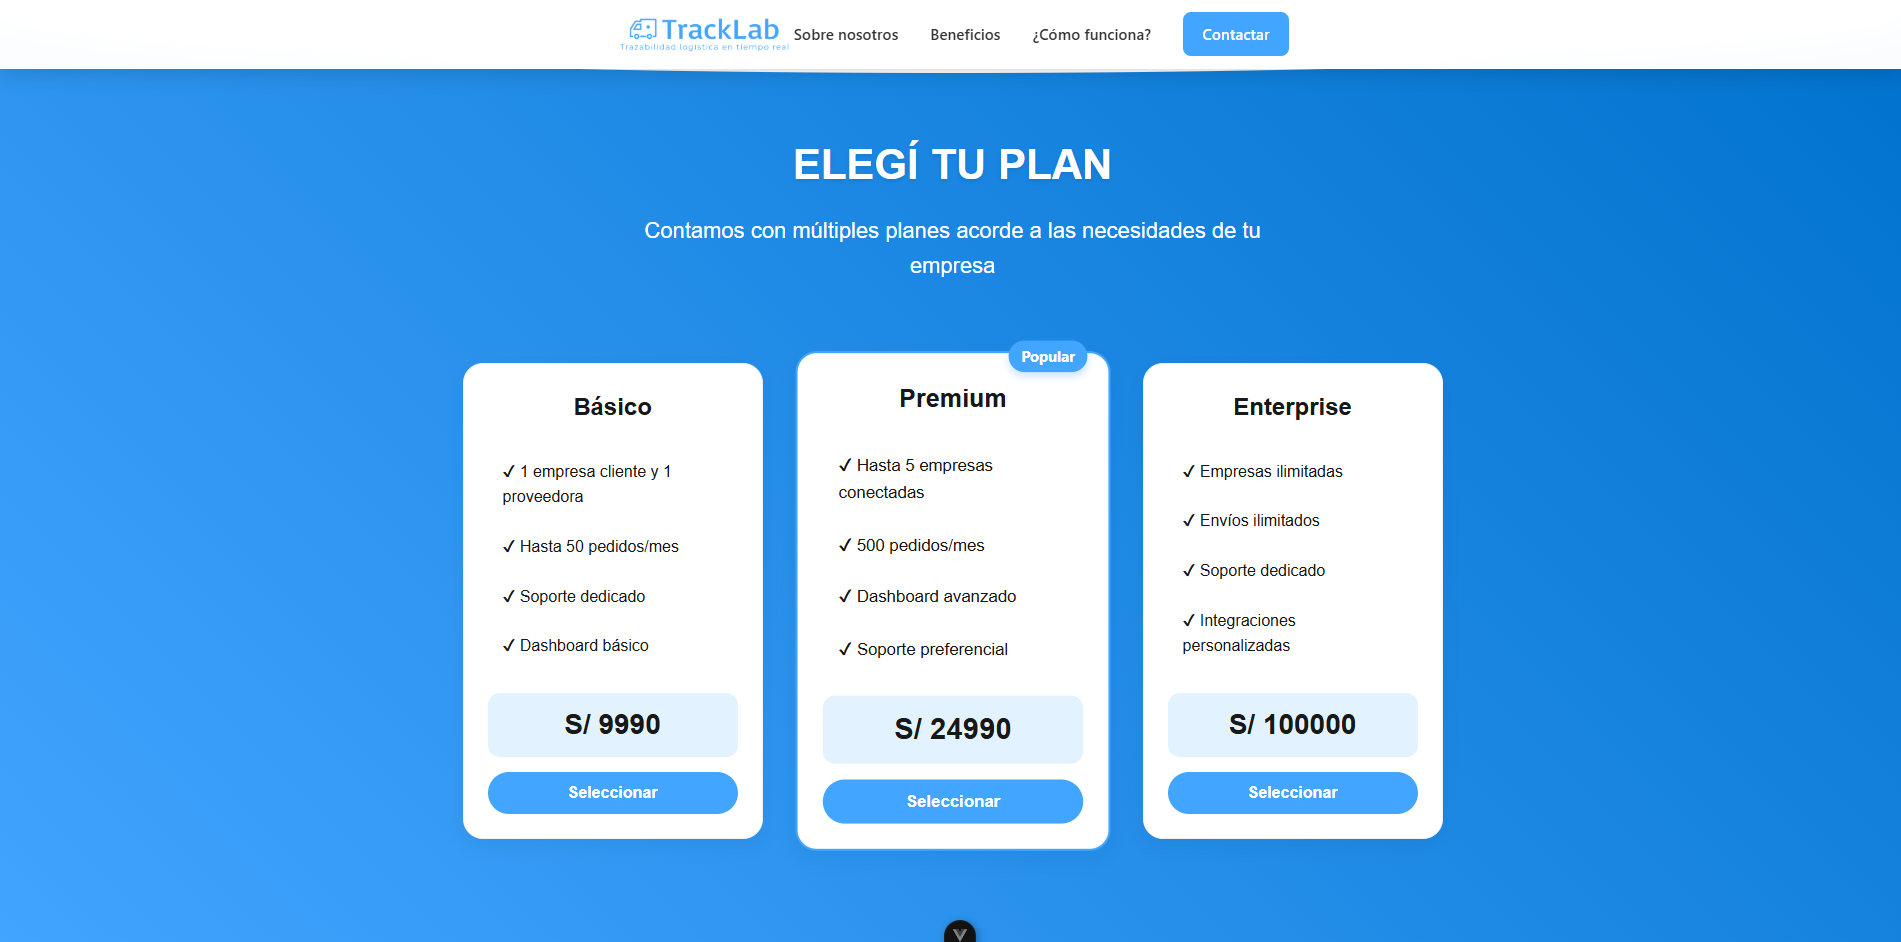 TrackLab
Trazabilidad logística en tiempo real
Sobre nosotros
Beneficios
¿Cómo funciona?
Contactar
ELEGÍ TU PLAN
Contamos con múltiples planes acorde a las necesidades de tu
empresa
Básico
✓ 1 empresa cliente y 1
proveedora
✓ Hasta 50 pedidos/mes
✓ Soporte dedicado
✓ Dashboard básico
S/ 9990
Seleccionar
Popular
Premium
✓ Hasta 5 empresas
conectadas
✓ 500 pedidos/mes
✓ Dashboard avanzado
✓ Soporte preferencial
S/ 24990
Seleccionar
Enterprise
✓ Empresas ilimitadas
✓ Envíos ilimitados
✓ Soporte dedicado
✓ Integraciones
personalizadas
S/ 100000
Seleccionar